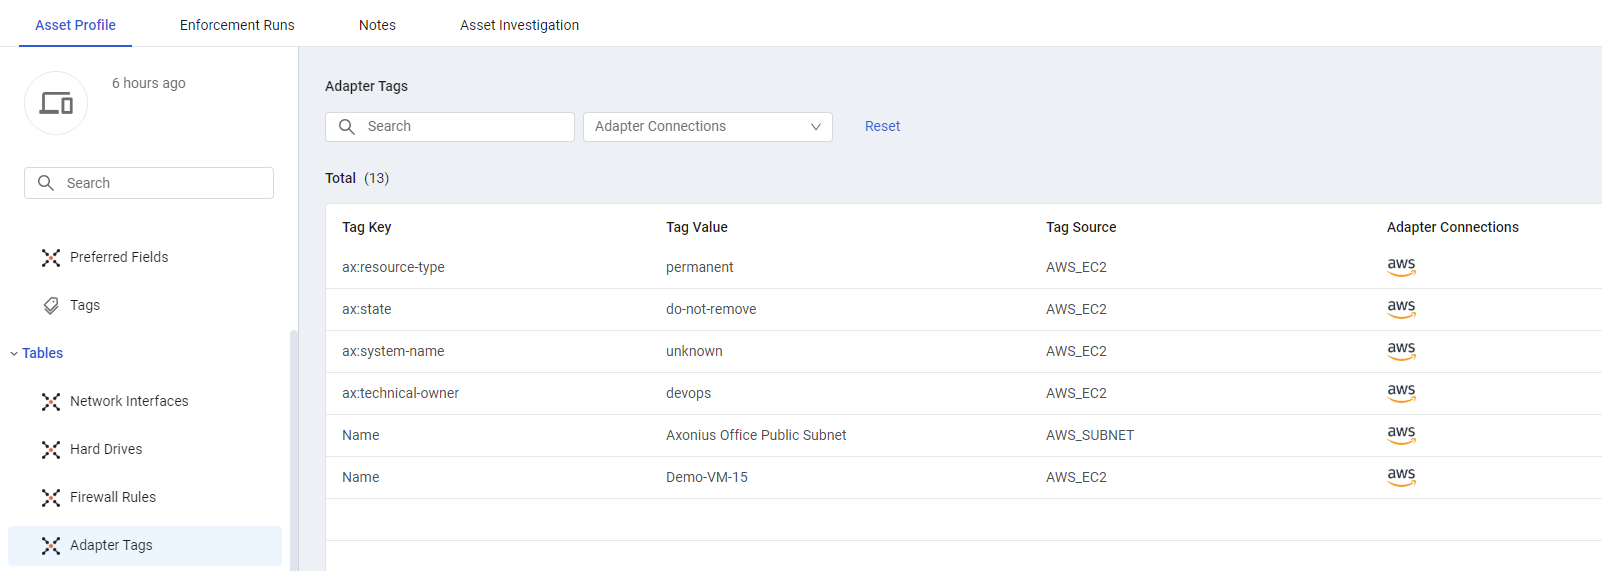 Asset Profile Enforcement Runs Notes Asset Investigation
6 hours ago
Search
Preferred Fields
Tags
Tables
Network Interfaces
Hard Drives
Firewall Rules
Adapter Tags
Adapter Tags
Search Adapter Connections Reset
Total (13)
Tag Key Tag Value Tag Source Adapter Connections
ax:resource-type permanent AWS_EC2 aws
ax:state do-not-remove AWS_EC2 aws
ax:system-name unknown AWS_EC2 aws
ax:technical-owner devops AWS_EC2 aws
Name Axonius Office Public Subnet AWS_SUBNET aws
Name Demo-VM-15 AWS_EC2 aws